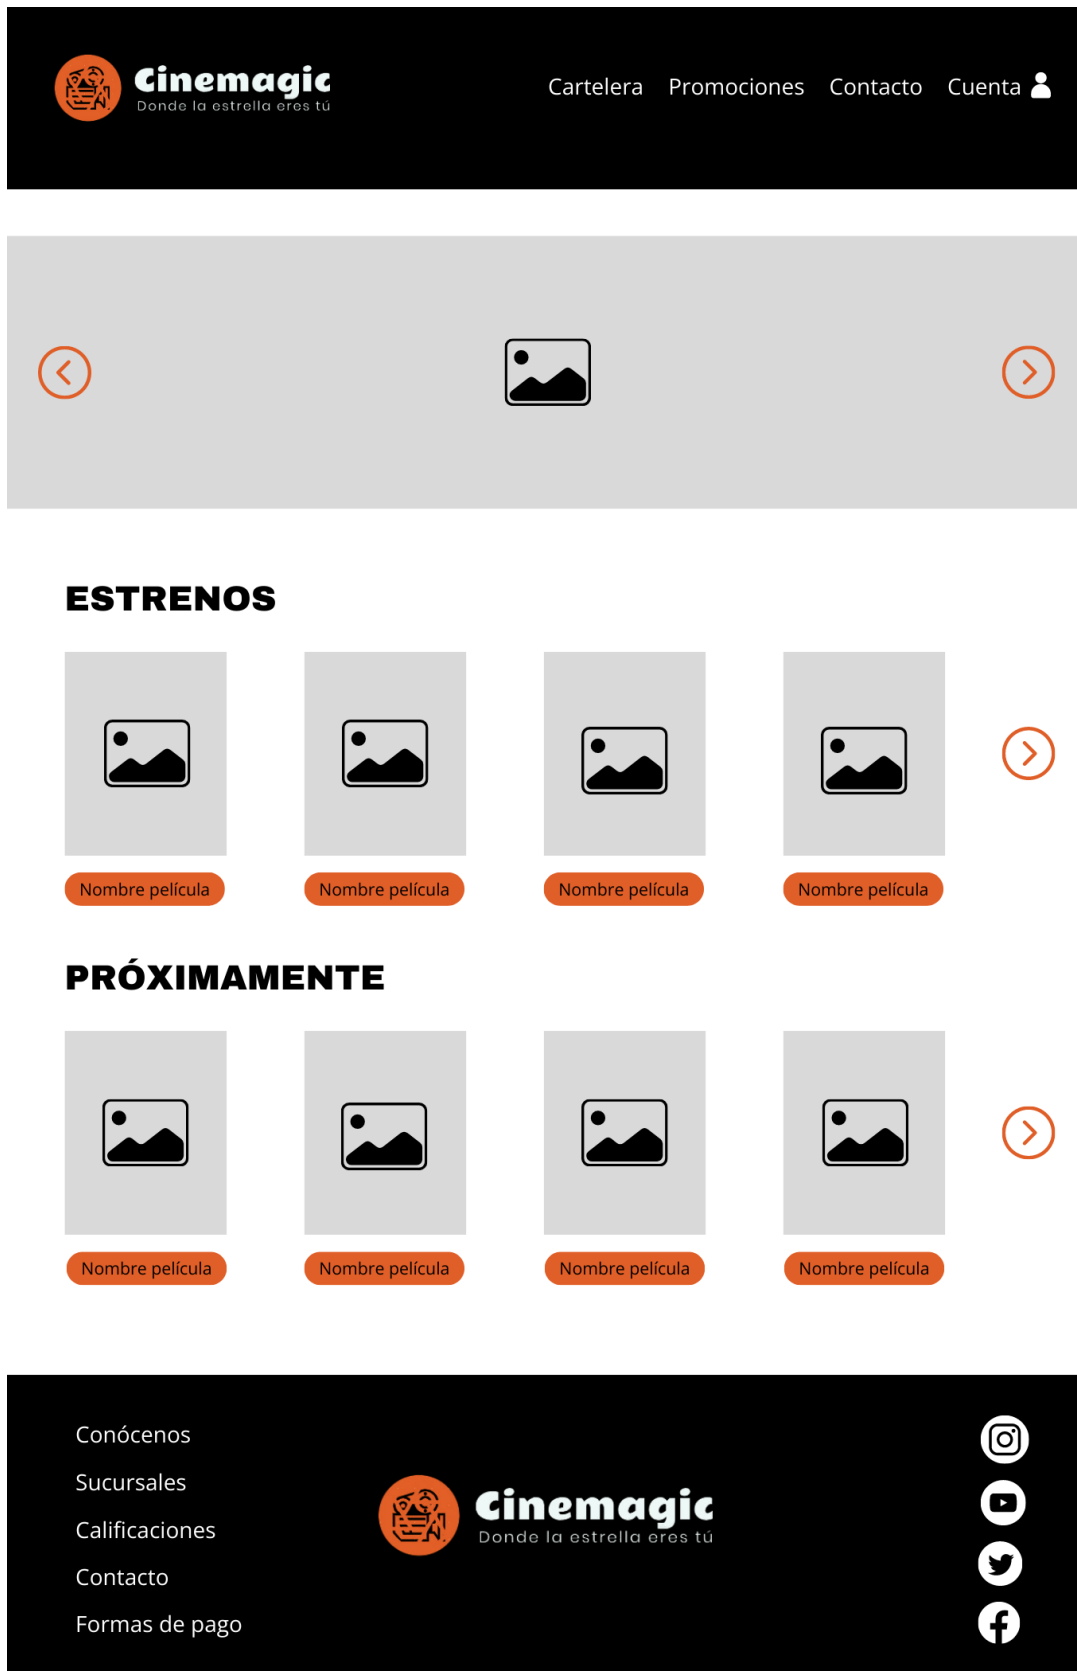 Cinemagic
Donde la estrella eres tú
Cartelera Promociones Contacto Cuenta
ESTRENOS
Nombre película Nombre película Nombre película Nombre película
PRÓXIMAMENTE
Nombre película Nombre película Nombre película Nombre película
Conócenos
Sucursales
Calificaciones
Contacto
Formas de pago
Cinemagic
Donde la estrella eres tú